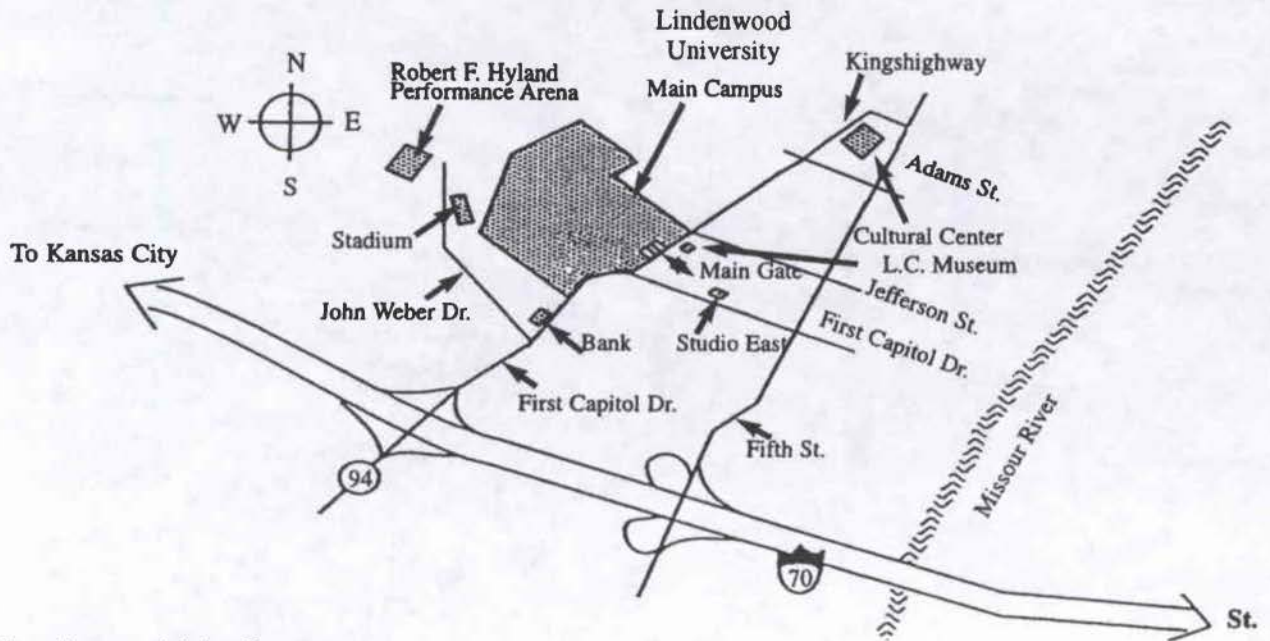 Lindenwood
University
Main Campus
Kingshighway
N
W
E
S
Robert F. Hyland
Performance Arena
Adams St.
Stadium
Cultural Center
To Kansas City
Main Gate
L.C. Museum
Jefferson St.
John Weber Dr.
Bank
Studio East
First Capitol Dr.
First Capitol Dr.
Fifth St.
Missour River
94
70
St.